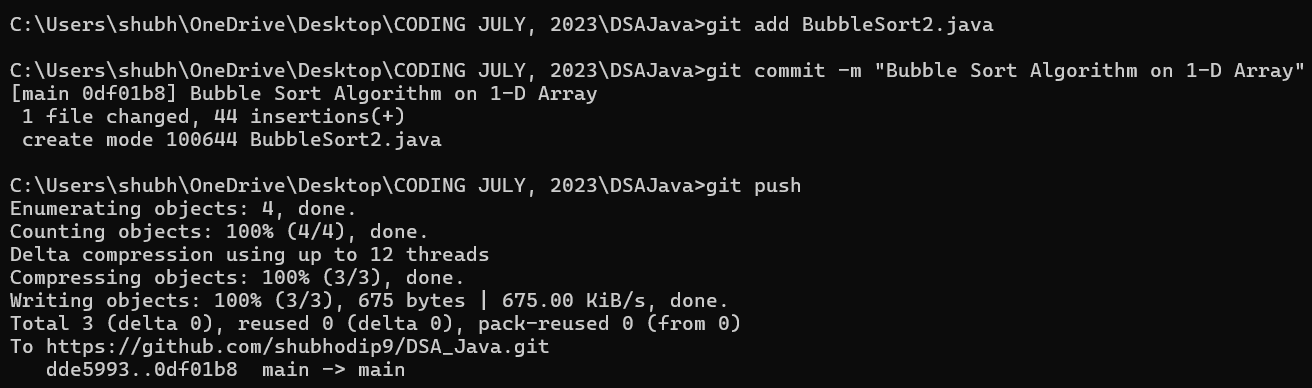 C:\Users\shubh\OneDrive\Desktop\CODING JULY, 2023\DSAJava>git add BubbleSort2.java
C:\Users\shubh\OneDrive\Desktop\CODING JULY, 2023\DSAJava>git commit -m "Bubble Sort Algorithm on 1-D Array"
[main 0df01b8] Bubble Sort Algorithm on 1-D Array
 1 file changed, 44 insertions(+)
 create mode 100644 BubbleSort2.java
C:\Users\shubh\OneDrive\Desktop\CODING JULY, 2023\DSAJava>git push
Enumerating objects: 4, done.
Counting objects: 100% (4/4), done.
Delta compression using up to 12 threads
Compressing objects: 100% (3/3), done.
Writing objects: 100% (3/3), 675 bytes | 675.00 KiB/s, done.
Total 3 (delta 0), reused 0 (delta 0), pack-reused 0 (from 0)
To https://github.com/shubhodip9/DSA_Java.git
   dde5993..0df01b8  main -> main